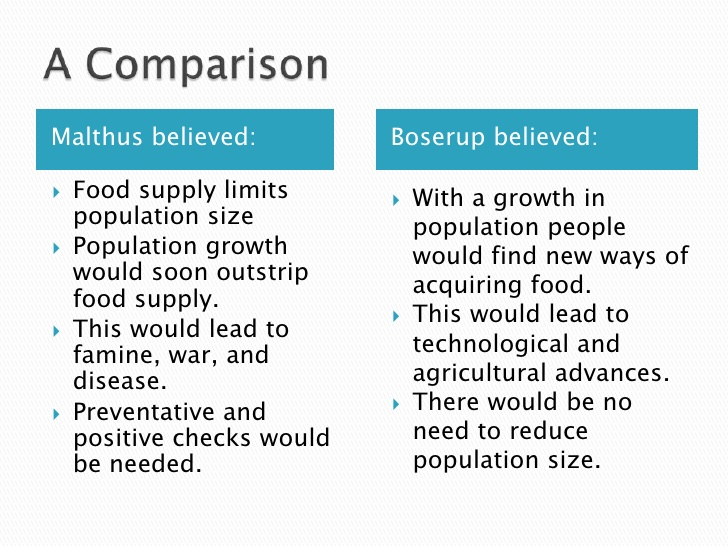 A Comparison
Malthus believed:
Food supply limits
population size
Population growth
would soon outstrip
food supply.
This would lead to
famine, war, and
disease.
Preventative and
positive checks would
be needed.
Boserup believed:
With a growth in
population people
would find new ways of
acquiring food.
This would lead to
technological and
agricultural advances.
There would be no
need to reduce
population size.